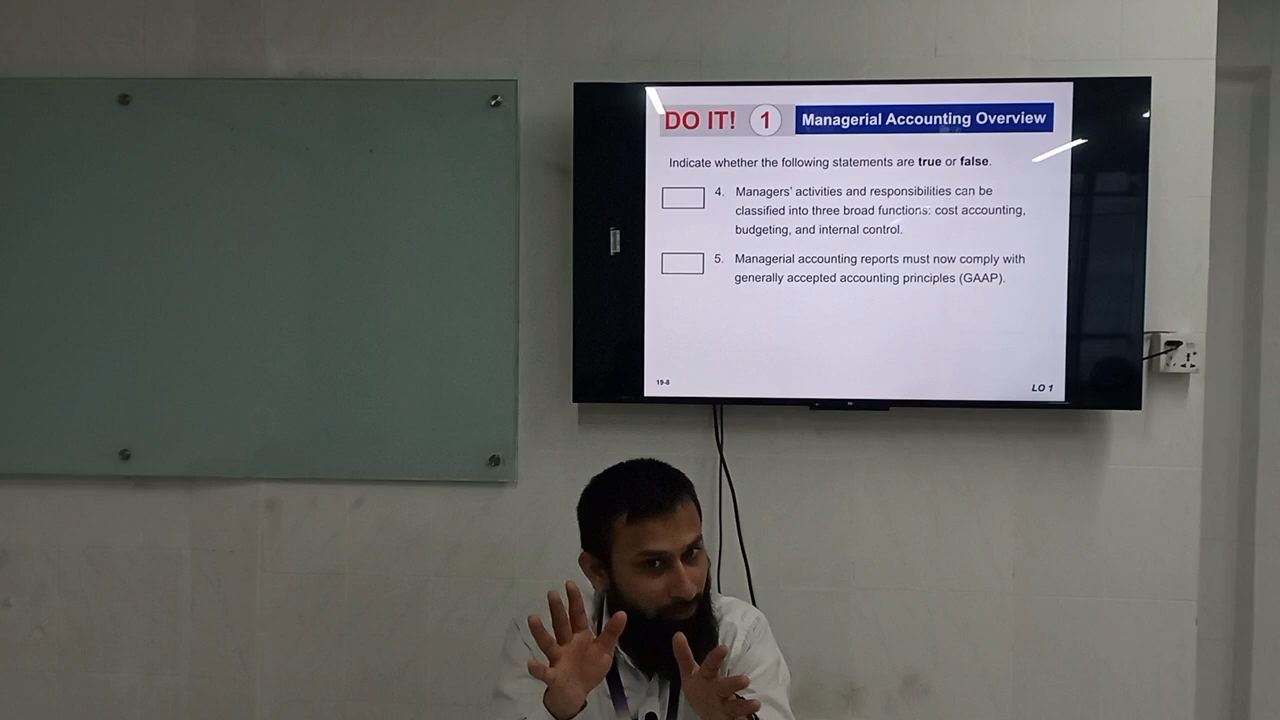 DO IT! 1 Managerial Accounting Overview
Indicate whether the following statements are true or false.
4. Managers' activities and responsibilities can be
classified into three broad functions: cost accounting,
budgeting, and internal control.
5. Managerial accounting reports must now comply with
generally accepted accounting principles (GAAP).
19-8
LO 1